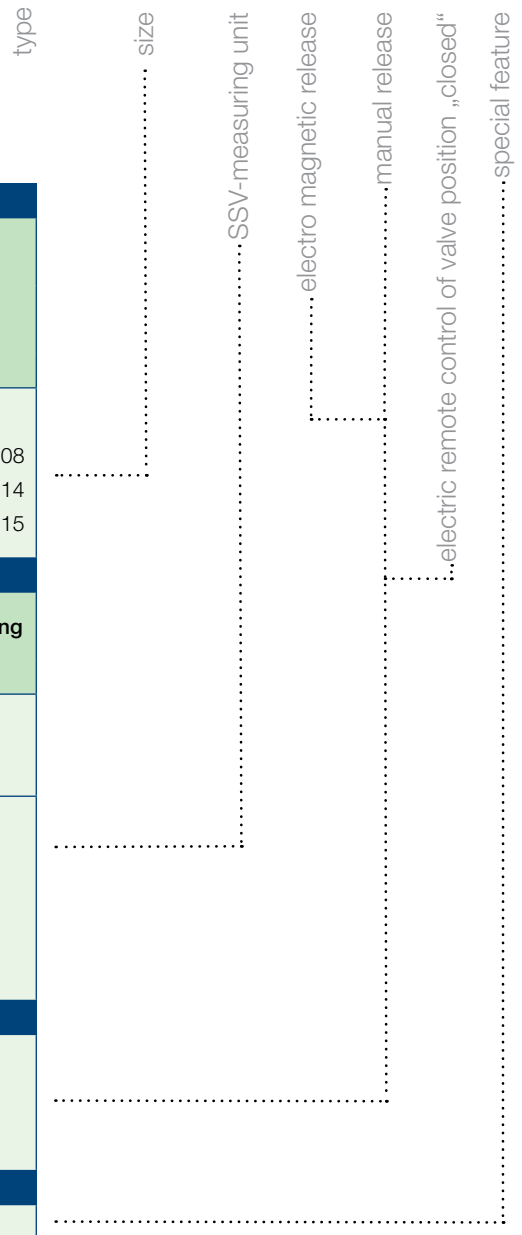 type
size
SSV-measuring unit
electro magnetic release
manual release
electric remote control of valve position „closed“
special feature
08
14
15
ng